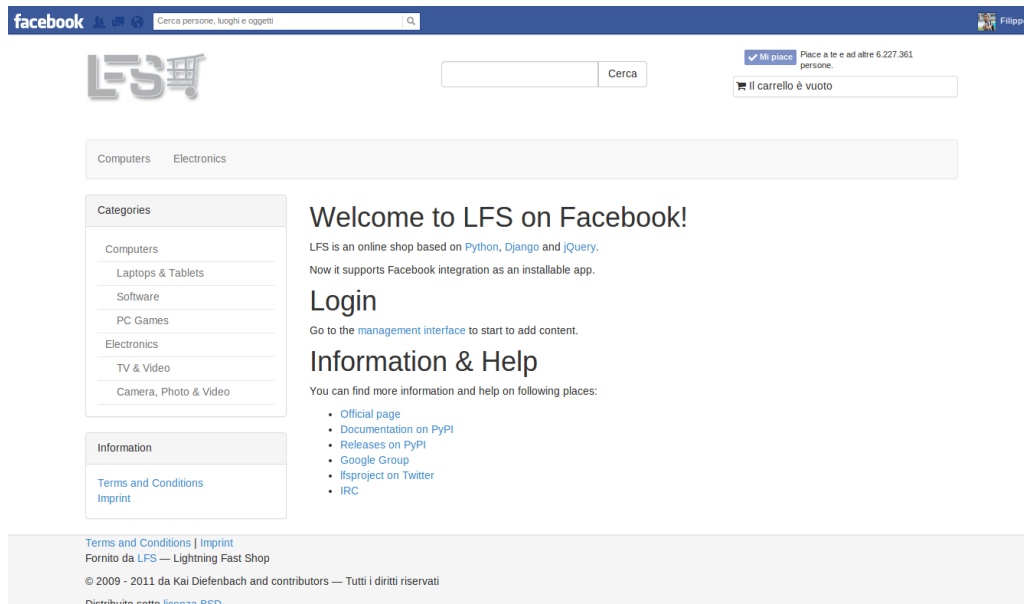 facebook
Cerca persone, luoghi e oggetti
LFS
Cerca
Mi piace
Piace a te e ad altre 6.227.361
persone.
Il carrello è vuoto
Computers
Electronics
Categories
Computers
Laptops & Tablets
Software
PC Games
Electronics
TV & Video
Camera, Photo & Video
Information
Terms and Conditions
Imprint
Welcome to LFS on Facebook!
LFS is an online shop based on Python, Django and jQuery.
Now it supports Facebook integration as an installable app.
Login
Go to the management interface to start to add content.
Information & Help
You can find more information and help on following places:
Official page
Documentation on PyPI
Releases on PyPI
Google Group
lfsproject on Twitter
IRC
Terms and Conditions | Imprint
Fornito da LFS — Lightning Fast Shop
© 2009 - 2011 da Kai Diefenbach and contributors — Tutti i diritti riservati
Distribuito sotto licenza BSD